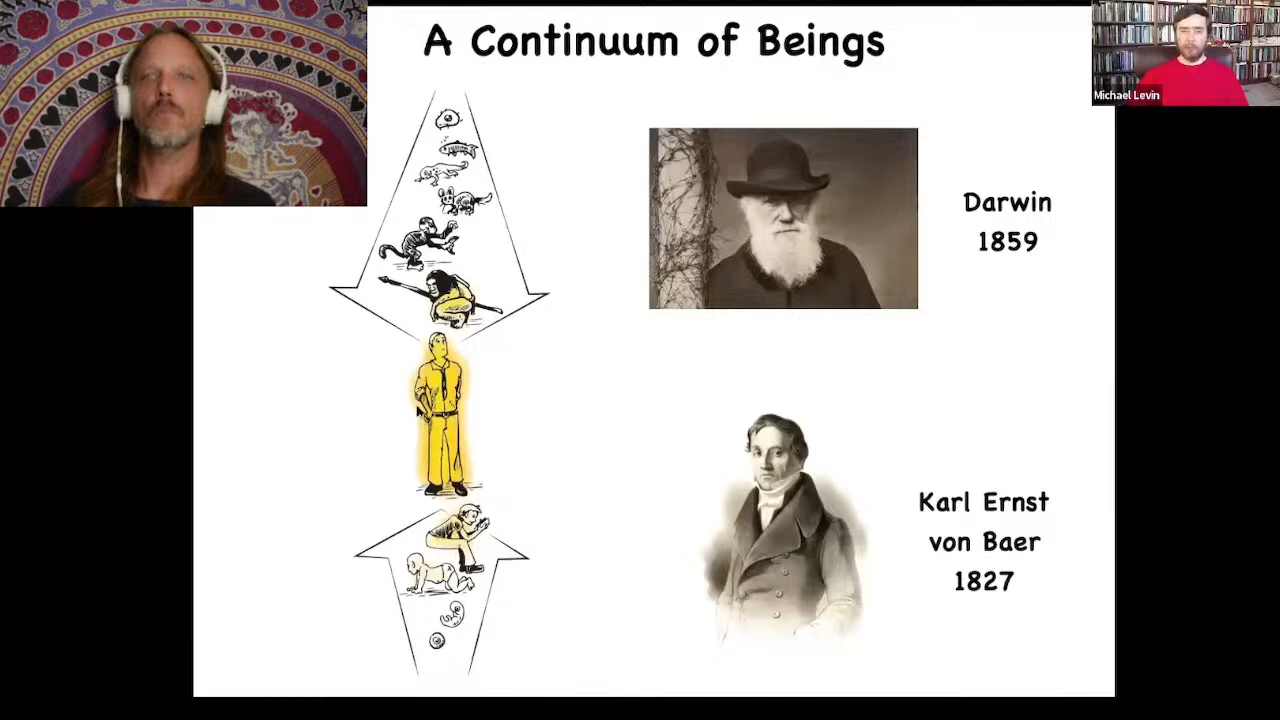 A Continuum of Beings
Michael Levin
Darwin
1859
Karl Ernst
von Baer
1827